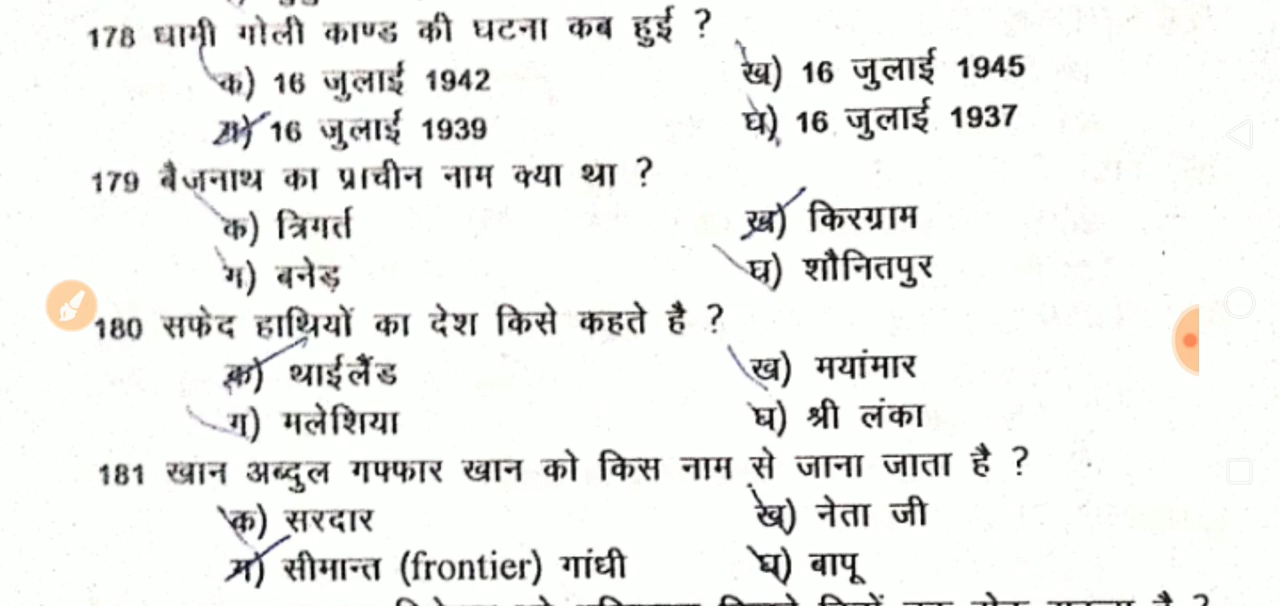 178 धामी गोली काण्ड की घटना कब हुई ?
क) 16 जुलाई 1942 ख) 16 जुलाई 1945
ग) 16 जुलाई 1939 घ) 16 जुलाई 1937
179 बैजनाथ का प्राचीन नाम क्या था ?
क) त्रिगर्त ख) किरग्राम
ग) बनेड़ घ) शौनितपुर
180 सफेद हाथियों का देश किसे कहते है ?
क) थाईलैंड ख) मयांमार
ग) मलेशिया घ) श्री लंका
181 खान अब्दुल गफ्फार खान को किस नाम से जाना जाता है ?
क) सरदार ख) नेता जी
ग) सीमान्त (frontier) गांधी घ) बापू